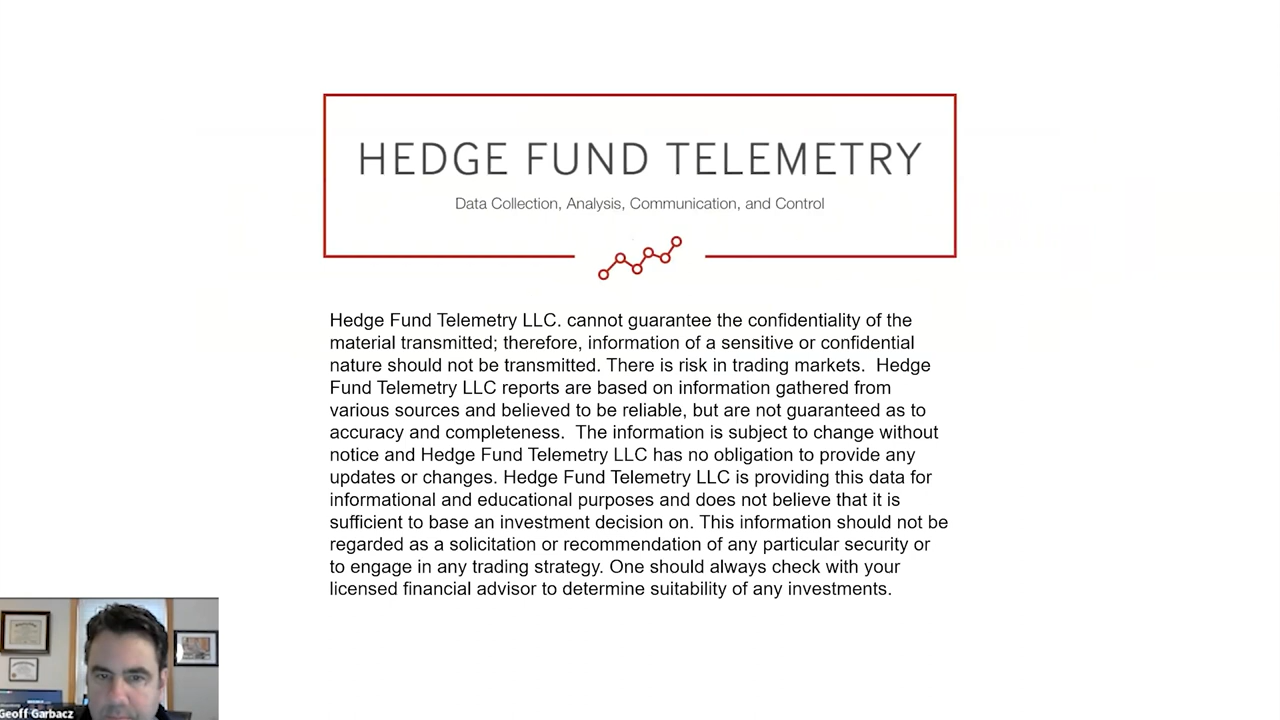 HEDGE FUND TELEMETRY
Data Collection, Analysis, Communication, and Control
Hedge Fund Telemetry LLC. cannot guarantee the confidentiality of the
material transmitted; therefore, information of a sensitive or confidential
nature should not be transmitted. There is risk in trading markets.  Hedge
Fund Telemetry LLC reports are based on information gathered from
various sources and believed to be reliable, but are not guaranteed as to
accuracy and completeness.  The information is subject to change without
notice and Hedge Fund Telemetry LLC has no obligation to provide any
updates or changes. Hedge Fund Telemetry LLC is providing this data for
informational and educational purposes and does not believe that it is
sufficient to base an investment decision on. This information should not be
regarded as a solicitation or recommendation of any particular security or
to engage in any trading strategy. One should always check with your
licensed financial advisor to determine suitability of any investments.
Geoff Garbacz